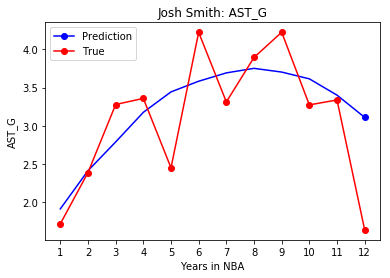 Josh Smith: AST_G
Prediction
True
4.0
3.5
3.0
2.5
2.0
AST_G
1 2 3 4 5 6 7 8 9 10 11 12
Years in NBA